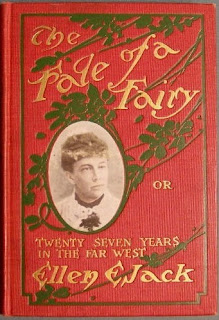 The
Fate of a
Fairy
OR
TWENTY SEVEN YEARS
IN THE FAR WEST
Ellen E. Jack